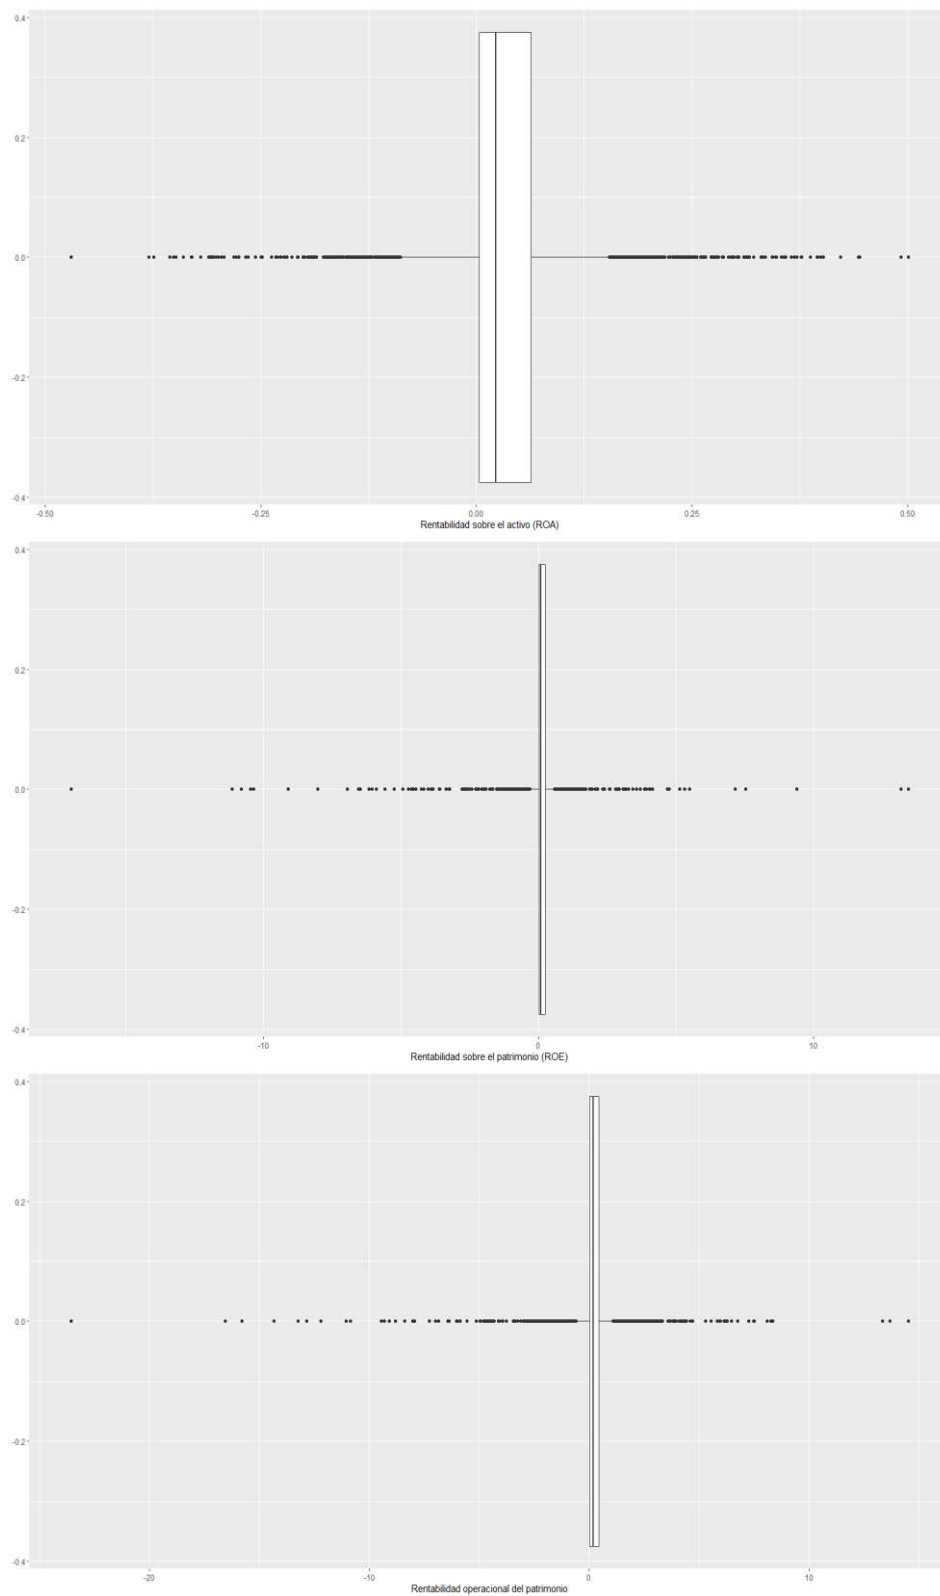 0.4
0.2
0.0
-0.2
-0.4
-0.50 -0.25 0.00 0.25 0.50
Rentabilidad sobre el activo (ROA)
0.4
0.2
0.0
-0.2
-0.4
-10 0 10
Rentabilidad sobre el patrimonio (ROE)
0.4
0.2
0.0
-0.2
-0.4
-20 -10 0 10
Rentabilidad operacional del patrimonio